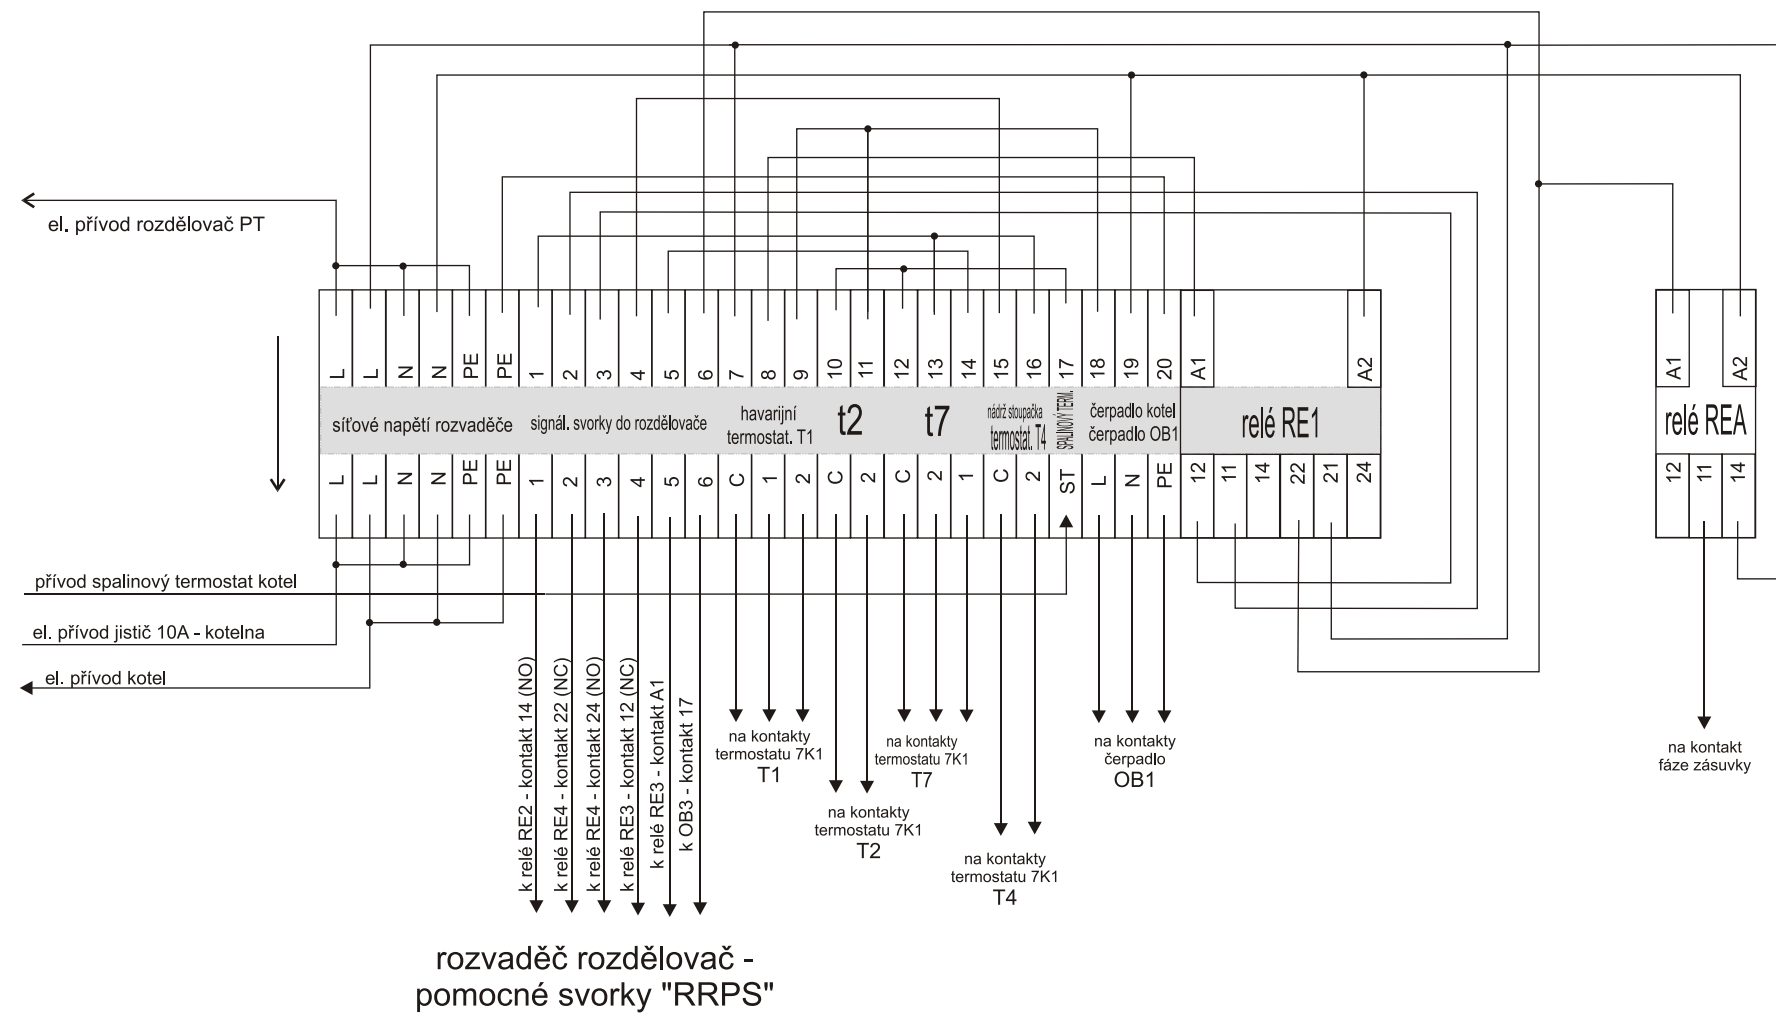 el. přívod rozdělovač PT
L L N N PE PE 1 2 3 4 5 6 7 8 9 10 11 12 13 14 15 16 17 18 19 20 A1 A2
A1 A2
síťové napětí rozvaděče
signál. svorky do rozdělovače
havarijní
termostat. T1
t2
t7
nádrž stoupačka
termostat. T4
SPALINOVÝ TERM.
čerpadlo kotel
čerpadlo OB1
relé RE1
relé REA
L L N N PE PE 1 2 3 4 5 6 C 1 2 C 2 C 2 1 C 2 ST L N PE 12 11 14 22 21 24
12 11 14
přívod spalinový termostat kotel
el. přívod jistič 10A - kotelna
el. přívod kotel
k relé RE2 - kontakt 14 (NO)
k relé RE4 - kontakt 22 (NC)
k relé RE4 - kontakt 24 (NO)
k relé RE3 - kontakt 12 (NC)
k relé RE3 - kontakt A1
k OB3 - kontakt 17
na kontakty
termostatu 7K1
T1
na kontakty
termostatu 7K1
T2
na kontakty
termostatu 7K1
T7
na kontakty
termostatu 7K1
T4
na kontakty
čerpadlo
OB1
na kontakt
fáze zásuvky
rozvaděč rozdělovač -
pomocné svorky "RRPS"